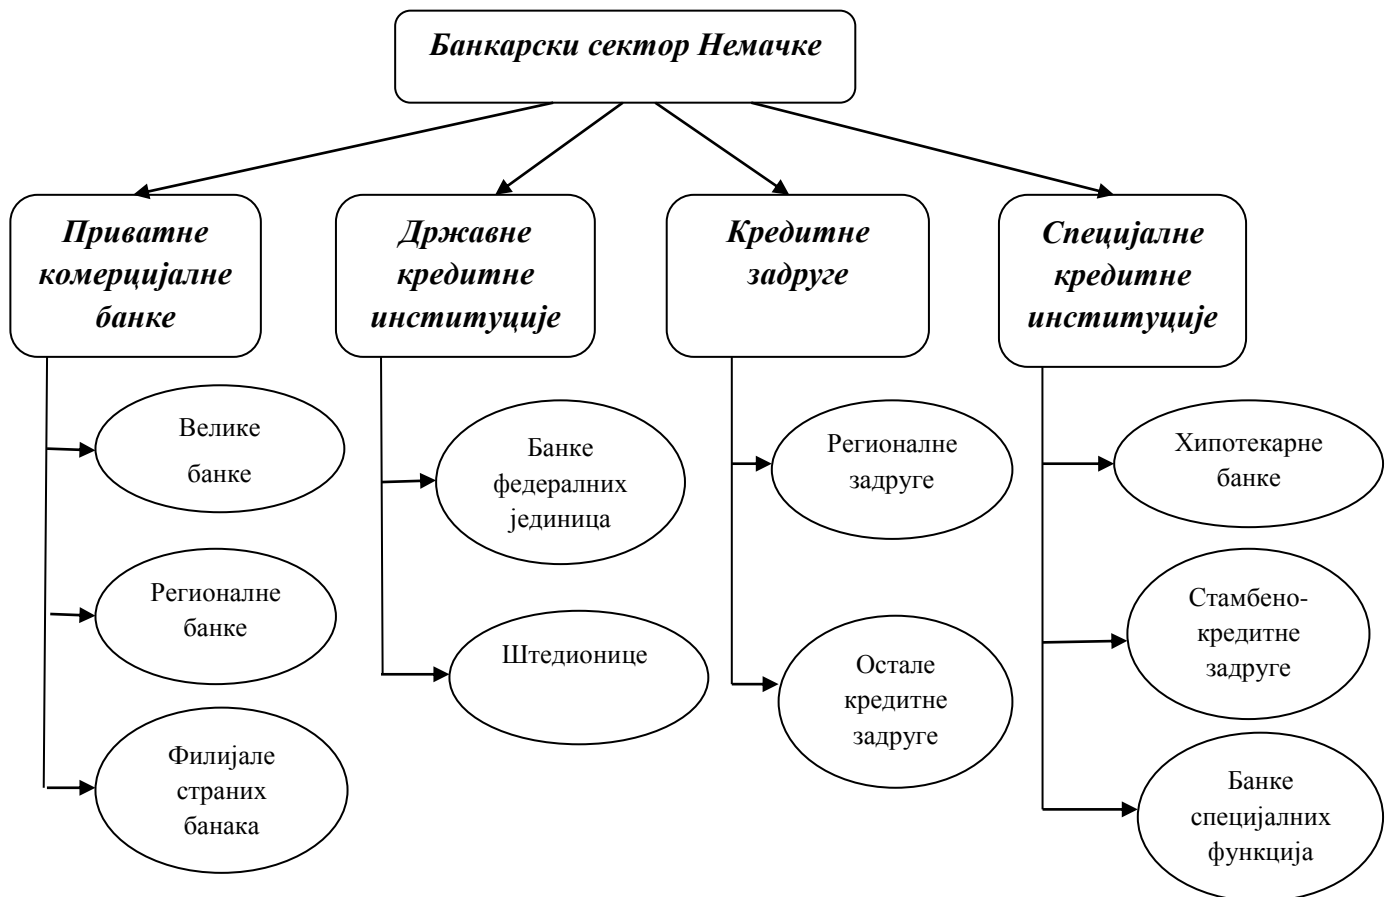 Банкарски сектор Немачке
Приватне
комерцијалне
банке
Државне
кредитне
институције
Кредитне
задруге
Специјалне
кредитне
институције
Велике
банке
Регионалне
банке
Филијале
страних
банака
Банке
федералних
јединица
Штедионице
Регионалне
задруге
Остале
кредитне
задруге
Хипотекарне
банке
Стамбено-
кредитне
задруге
Банке
специјалних
функција